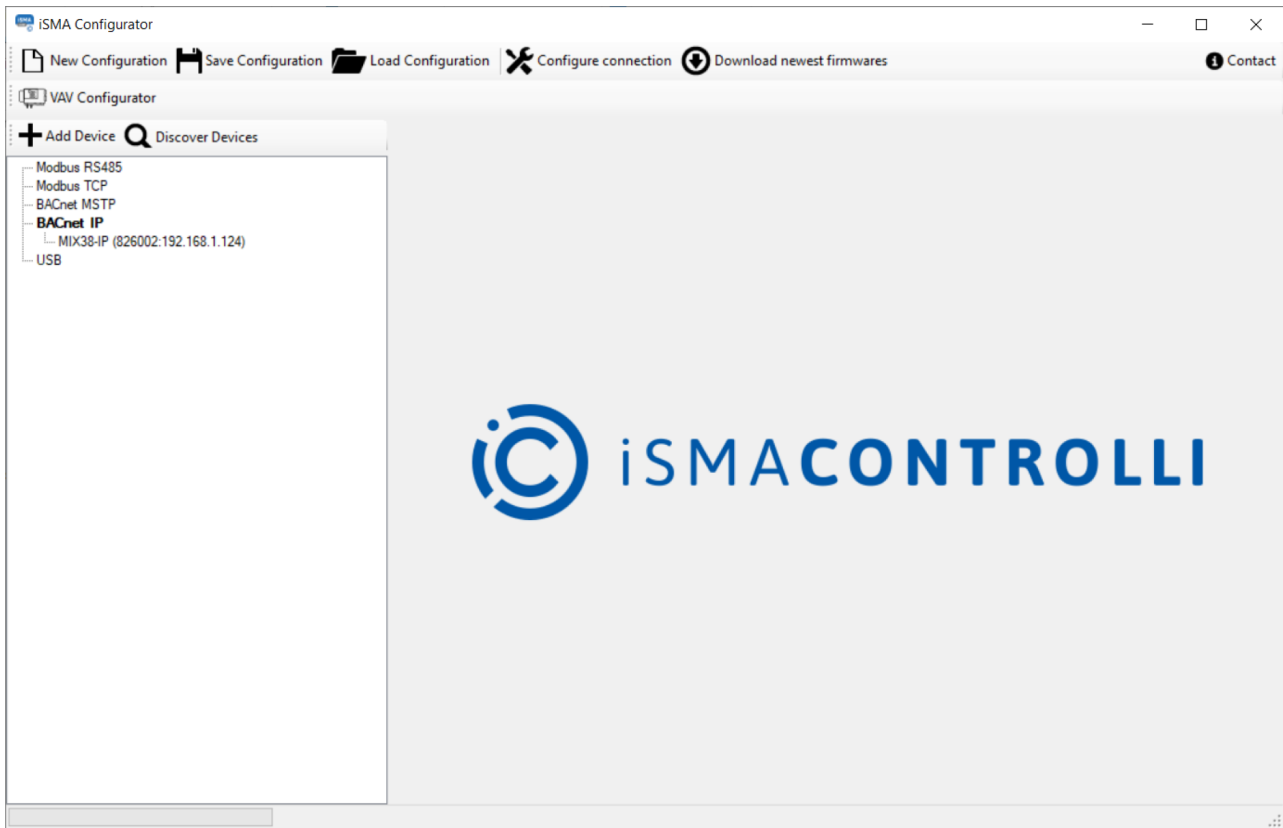 iSMA Configurator
New Configuration Save Configuration Load Configuration Configure connection Download newest firmwares Contact
VAV Configurator
Add Device Discover Devices
Modbus RS485
Modbus TCP
BACnet MSTP
BACnet IP
MIX38-IP (826002:192.168.1.124)
USB
iSMACONTROLLI